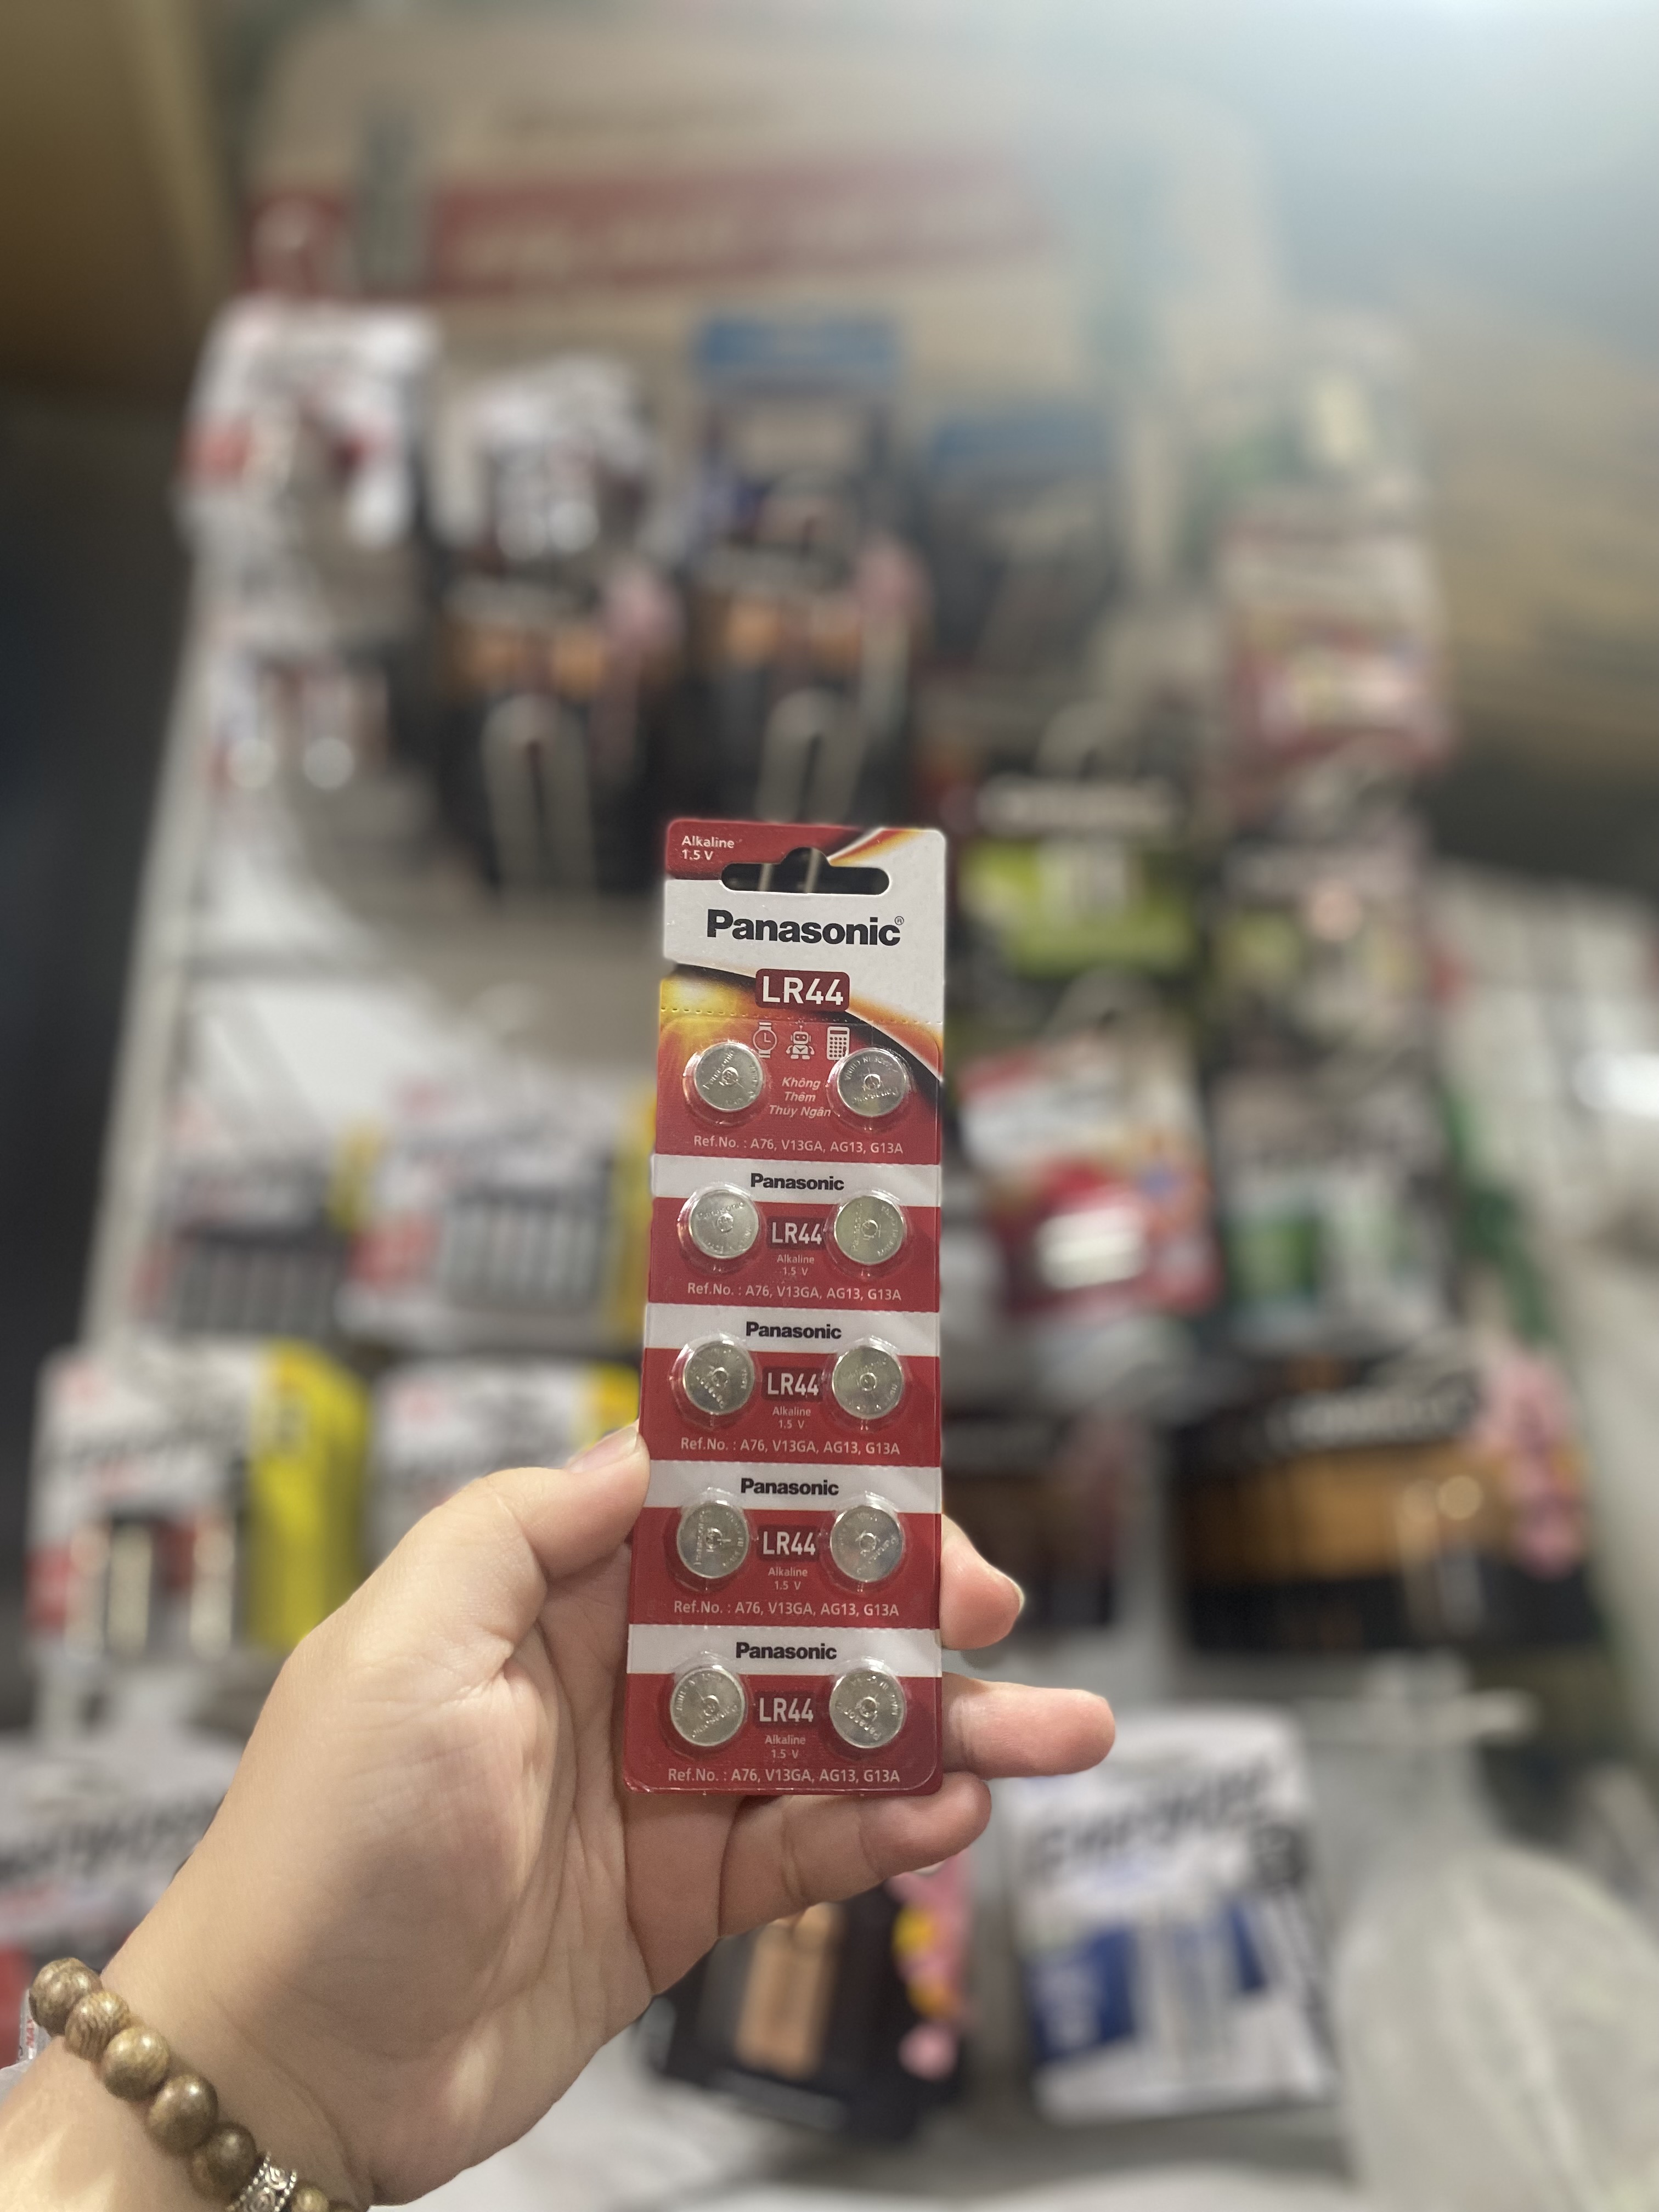 Alkaline
1.5 V
Panasonic®
LR44
Không
Thêm
Thủy Ngân
Ref.No. : A76, V13GA, AG13, G13A
Panasonic
LR44
Alkaline
1.5 V
Ref.No. : A76, V13GA, AG13, G13A
Panasonic
LR44
Alkaline
1.5 V
Ref.No. : A76, V13GA, AG13, G13A
Panasonic
LR44
Alkaline
1.5 V
Ref.No. : A76, V13GA, AG13, G13A
Panasonic
LR44
Alkaline
1.5 V
Ref.No. : A76, V13GA, AG13, G13A